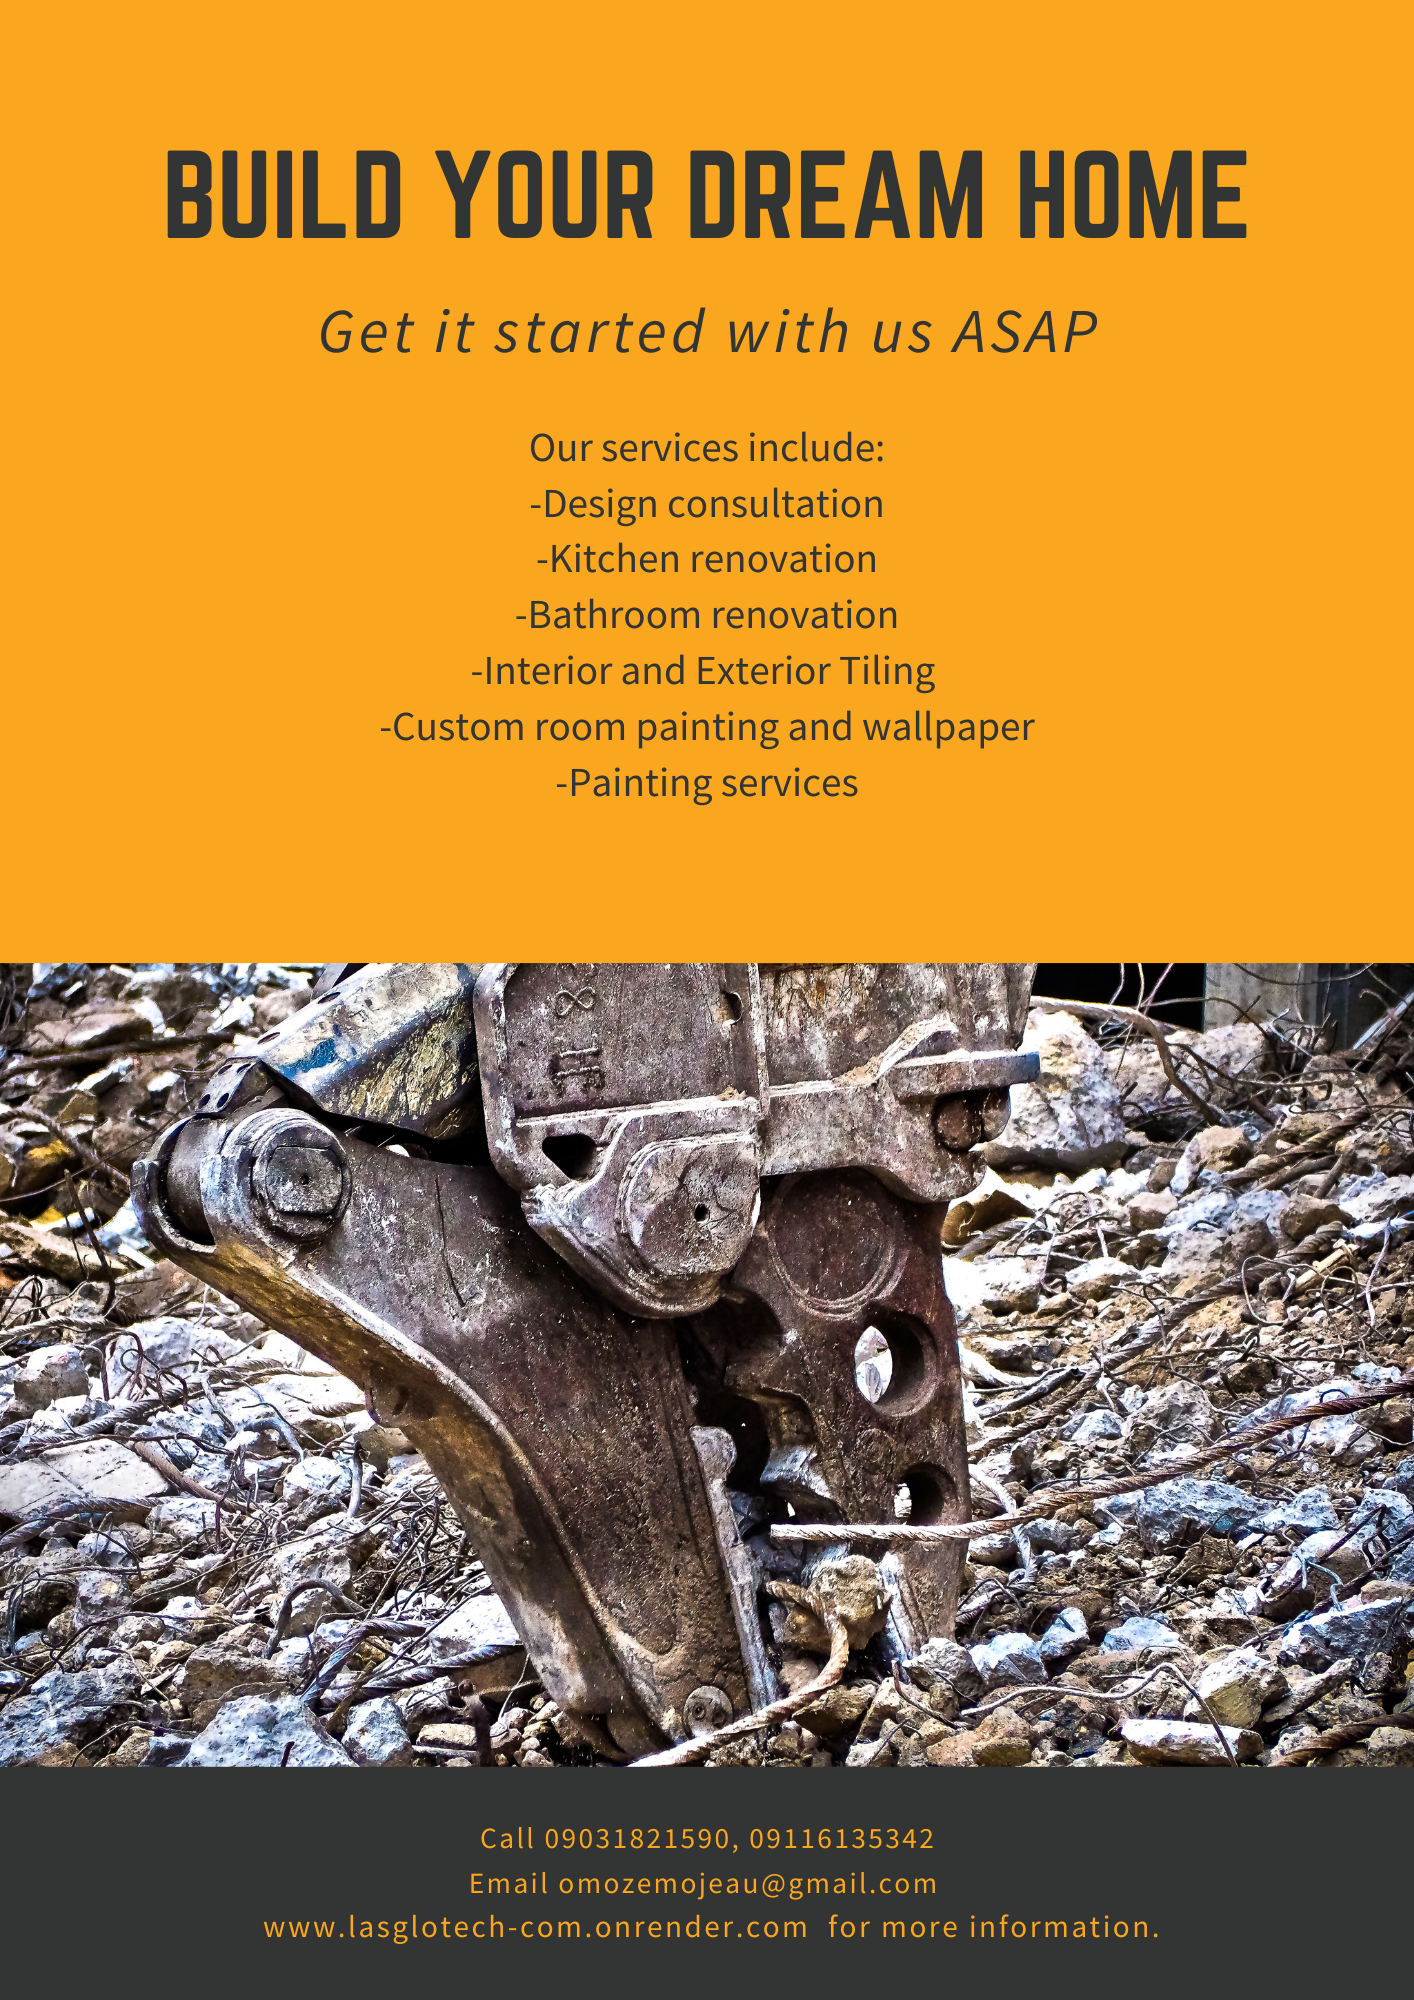 BUILD YOUR DREAM HOME
Get it started with us ASAP
Our services include:
-Design consultation
-Kitchen renovation
-Bathroom renovation
-Interior and Exterior Tiling
-Custom room painting and wallpaper
-Painting services
Call 09031821590, 09116135342
Email omozemojeau@gmail.com
www.lasglotech-com.onrender.com for more information.